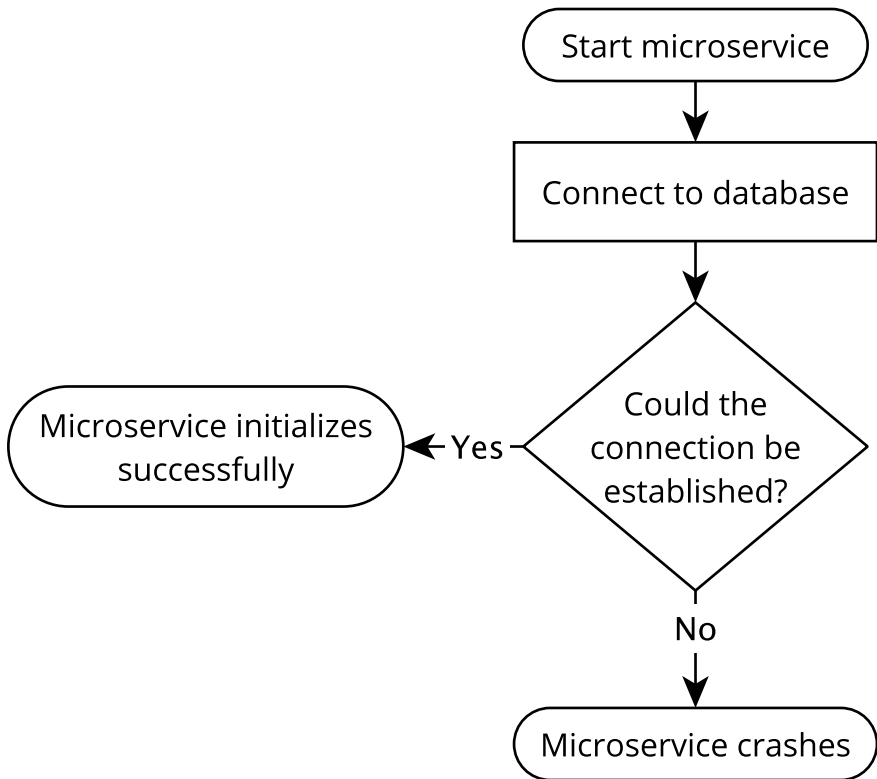 Start microservice
Connect to database
Could the
connection be
established?
Yes
Microservice initializes
successfully
No
Microservice crashes